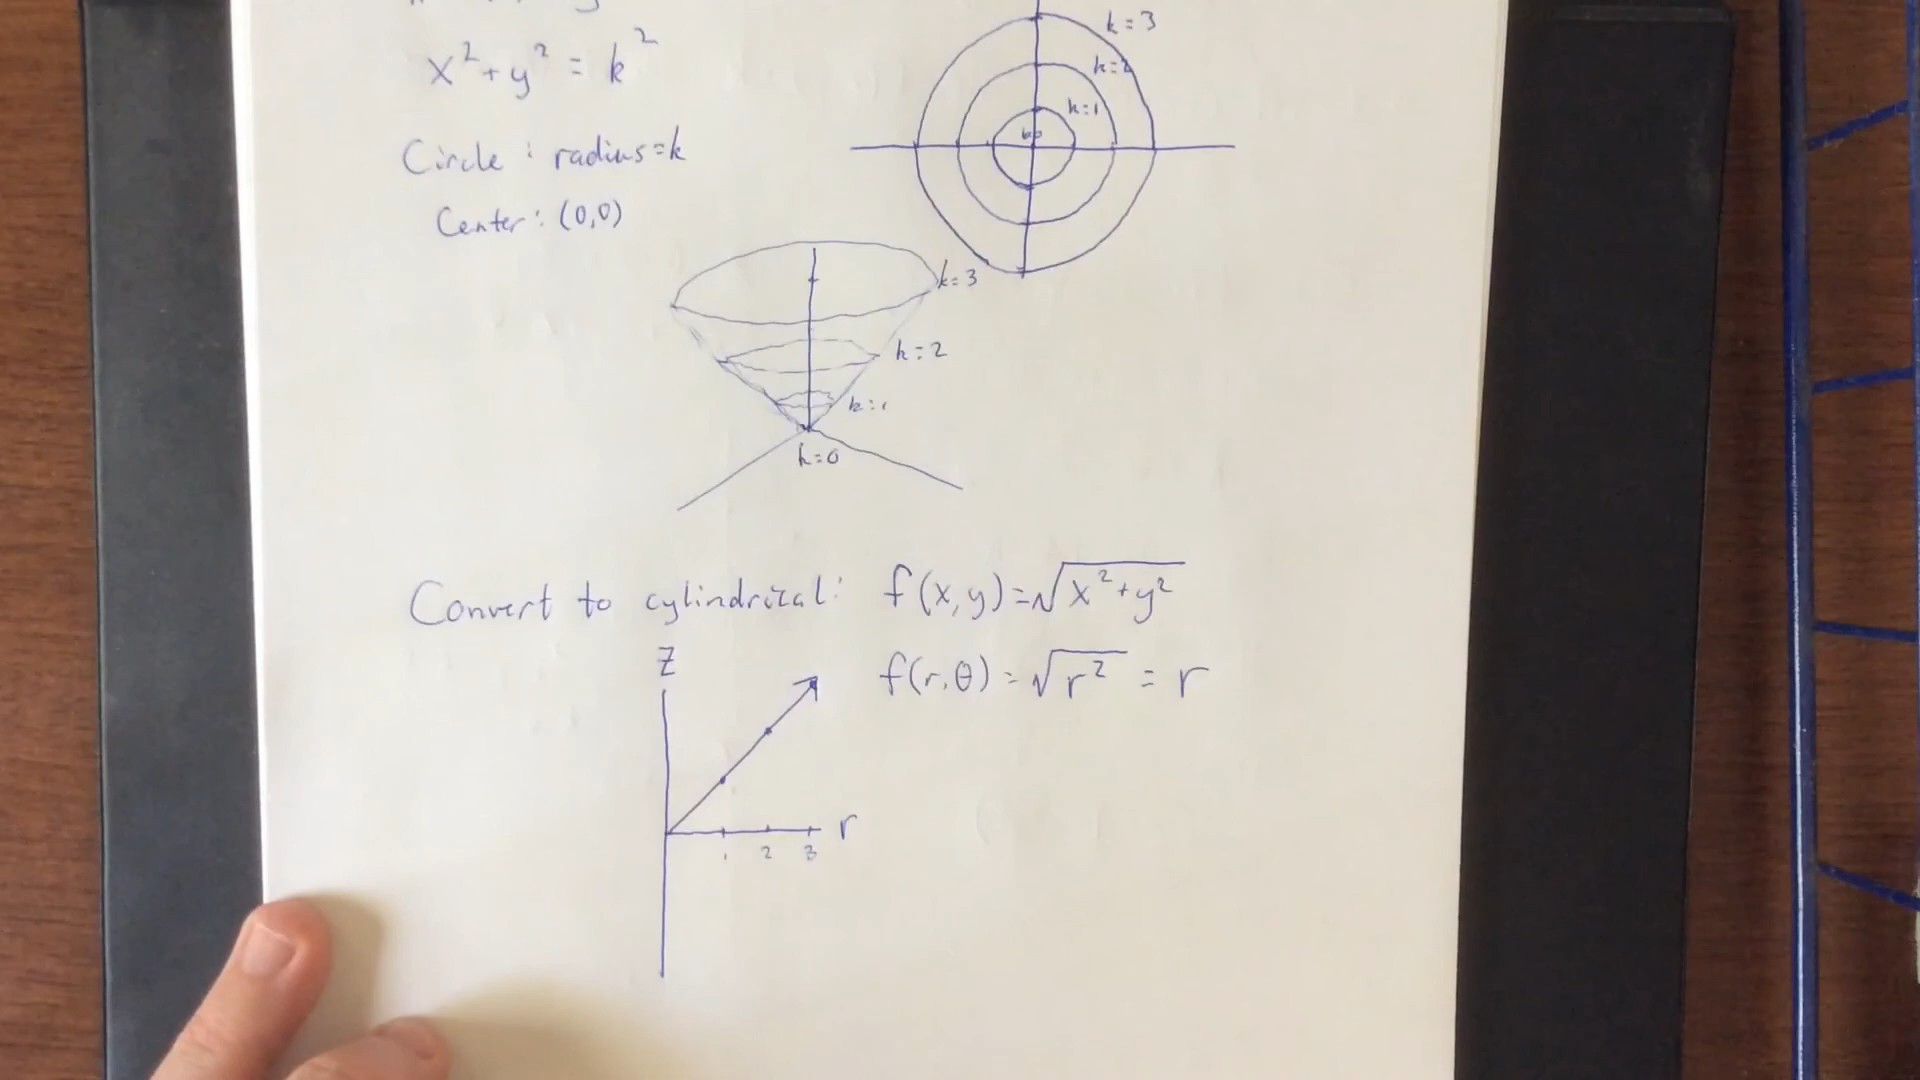 x²+y² = k²
Circle : radius=k
Center : (0,0)
k=3
k=2
k=1
k=3
k=2
k=1
k=0
Convert to cylindrical: f(x,y)=√x²+y²
f(r,θ)=√r² = r
z
r
1 2 3